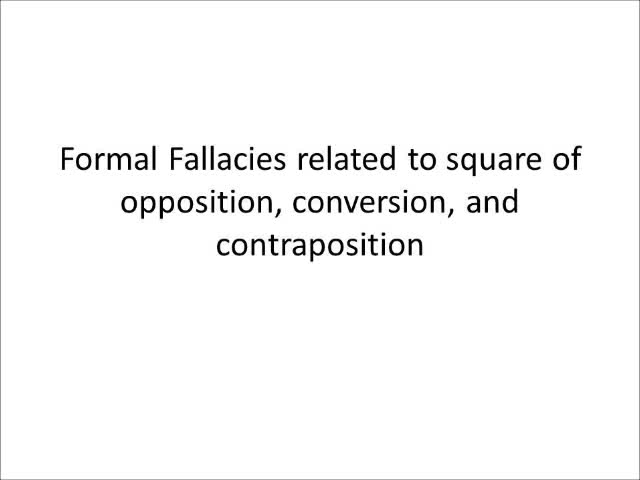 Formal Fallacies related to square of
opposition, conversion, and
contraposition